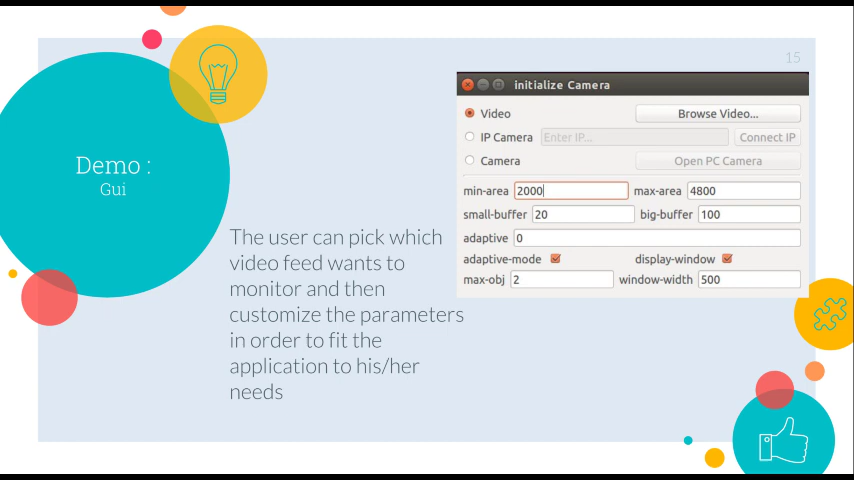 15
Demo :
Gui
The user can pick which
video feed wants to
monitor and then
customize the parameters
in order to fit the
application to his/her
needs
initialize Camera
Video Browse Video...
IP Camera Enter IP... Connect IP
Camera Open PC Camera
min-area 2000 max-area 4800
small-buffer 20 big-buffer 100
adaptive 0
adaptive-mode display-window
max-obj 2 window-width 500